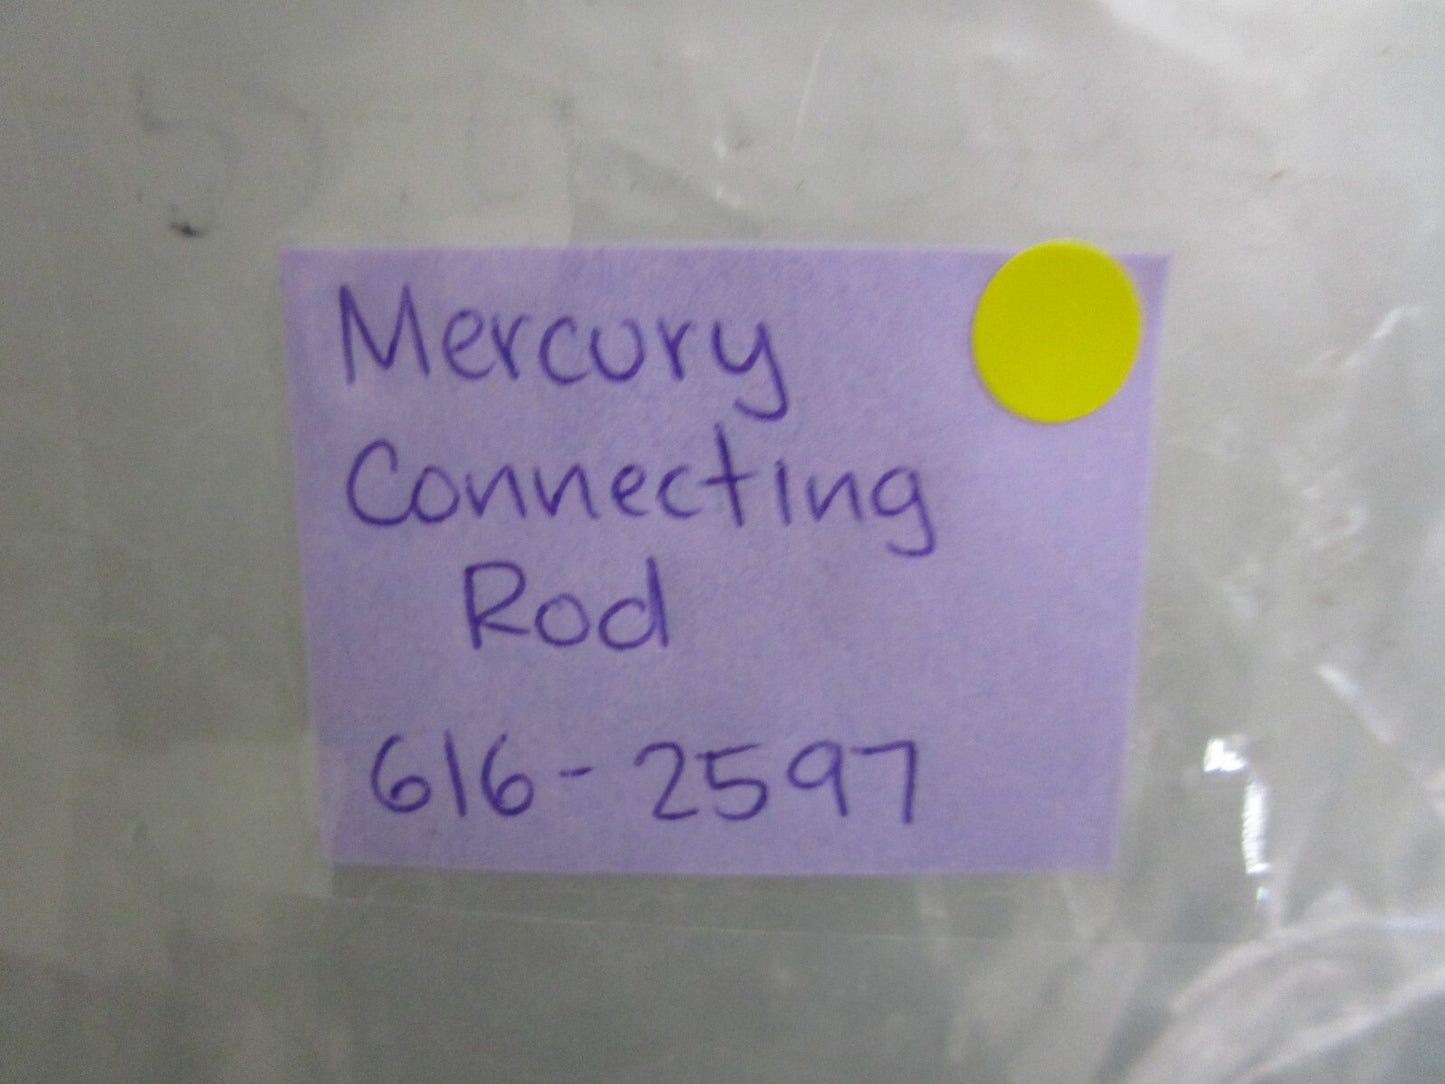 Mercury
Connecting
Rod
616-2597